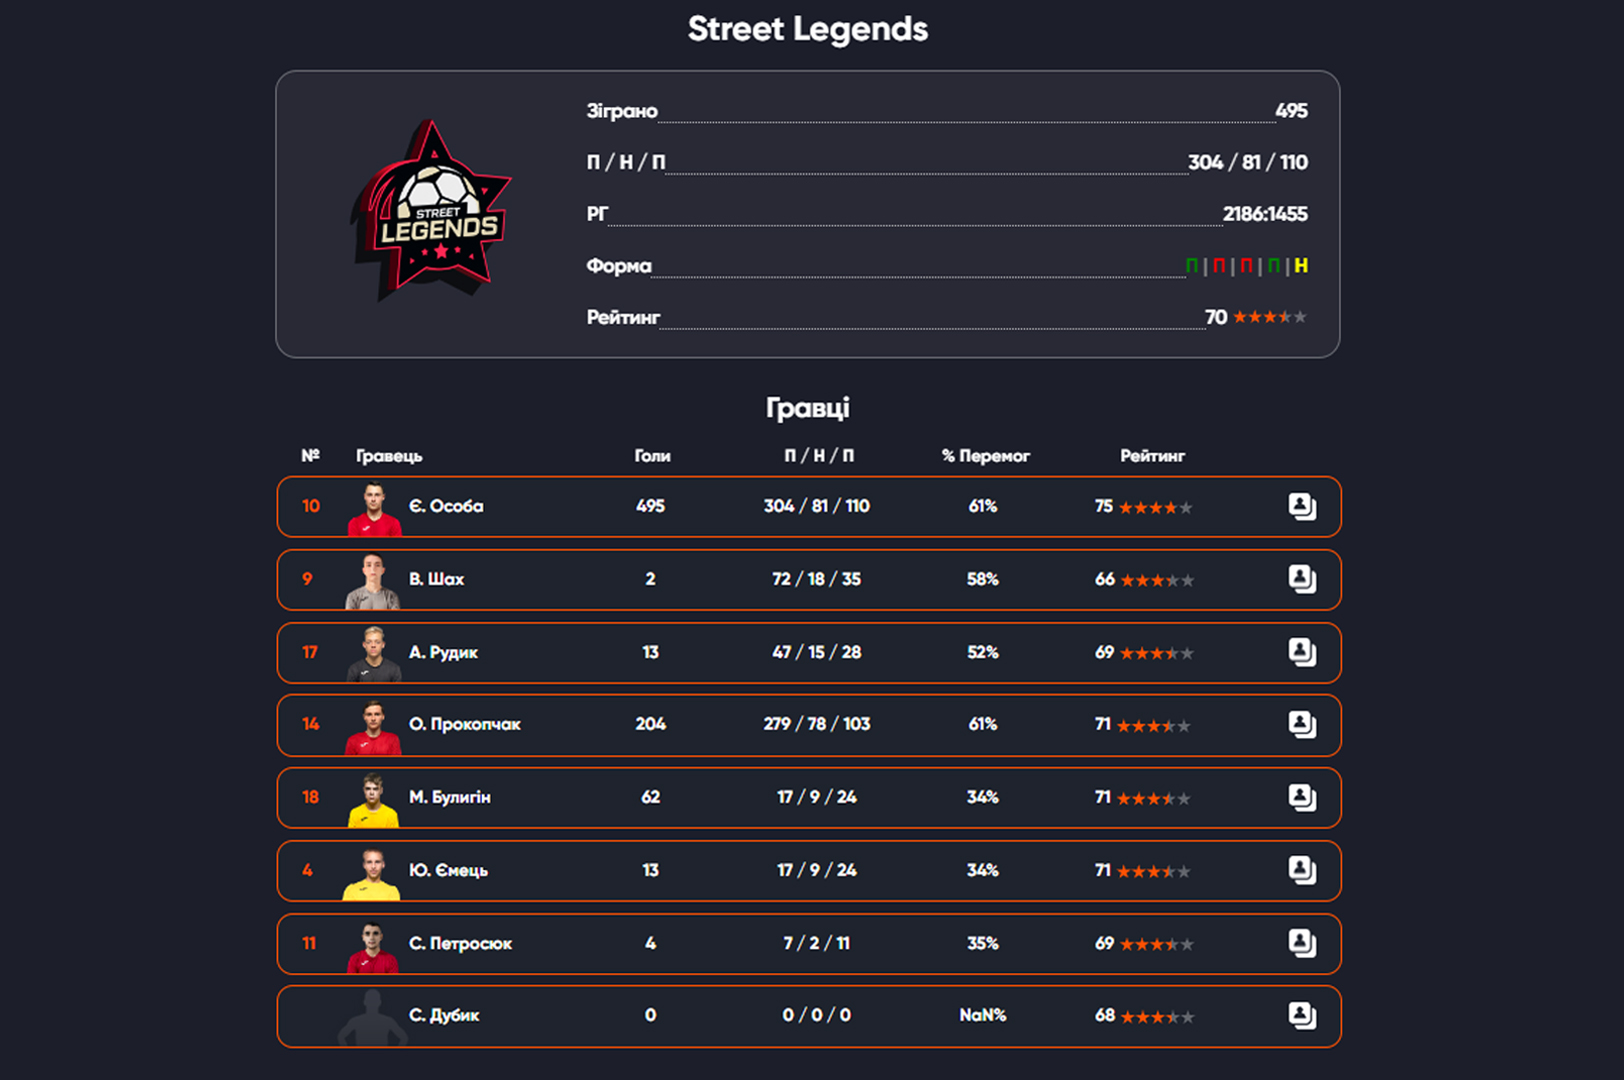 Street Legends
STREET
LEGENDS
Зіграно 495
П / Н / П 304 / 81 / 110
РГ 2186:1455
Форма П | П | П | П | Н
Рейтинг 70
Гравці
№ Гравець Голи П / Н / П % Перемог Рейтинг
10 Є. Особа 495 304 / 81 / 110 61% 75
9 В. Шах 2 72 / 18 / 35 58% 66
17 А. Рудик 13 47 / 15 / 28 52% 69
14 О. Прокопчак 204 279 / 78 / 103 61% 71
18 М. Булигін 62 17 / 9 / 24 34% 71
4 Ю. Ємець 13 17 / 9 / 24 34% 71
11 С. Петросюк 4 7 / 2 / 11 35% 69
С. Дубик 0 0 / 0 / 0 NaN% 68